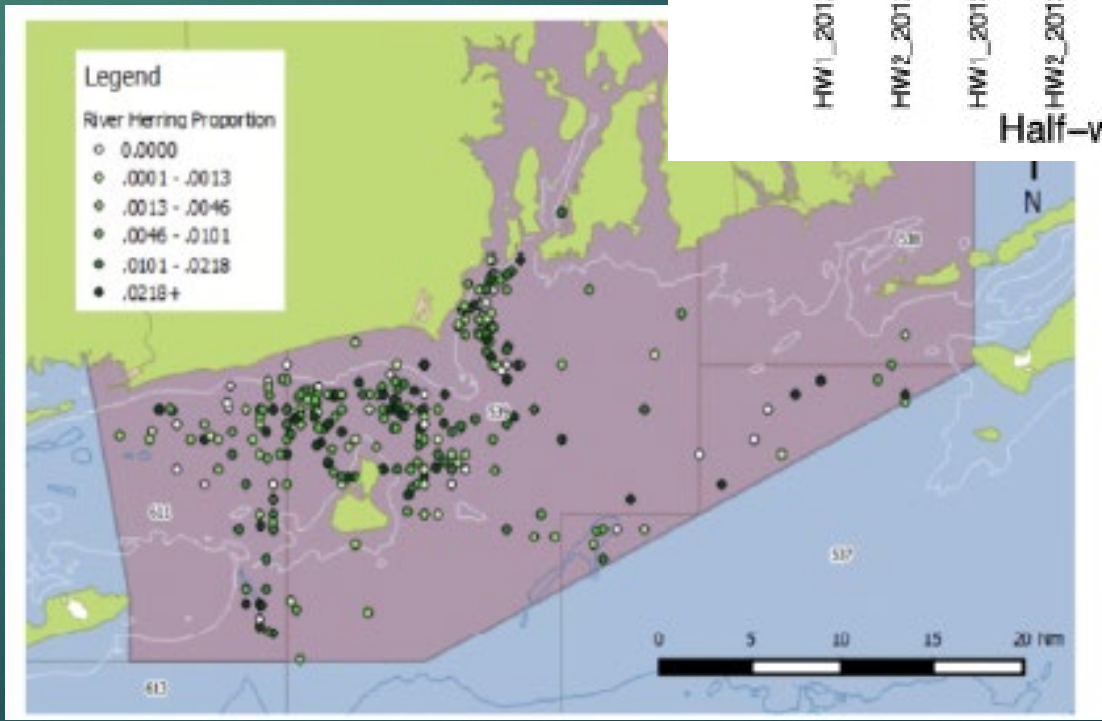 HW1_201
HW2_201
HW1_201
HW2_201
Half–w
Legend
River Herring Proportion
0.0000
.0001 - .0013
.0013 - .0046
.0046 - .0101
.0101 - .0218
.0218+
N
538
539
611
537
0 5 10 15 20 Nm
613